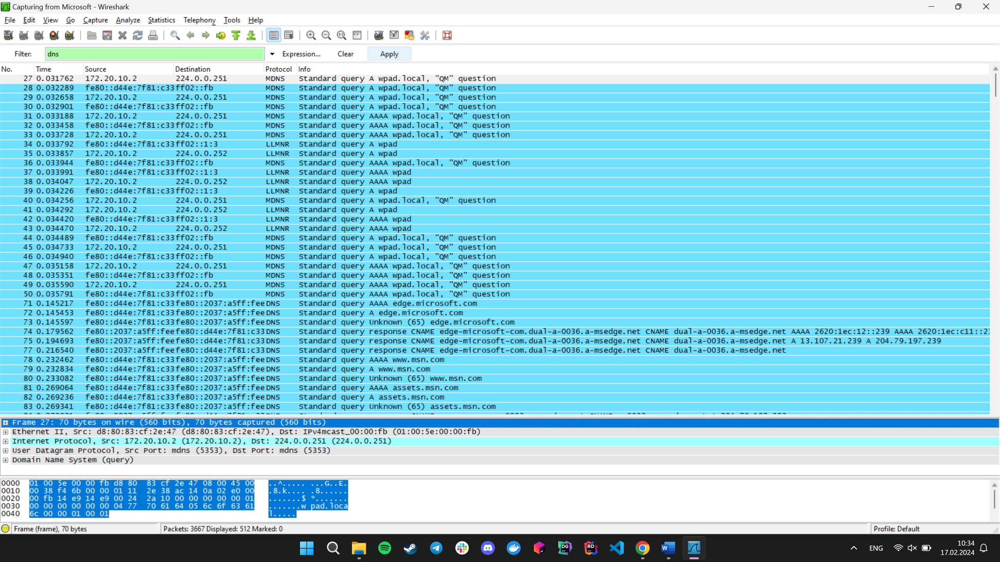 Capturing from Microsoft - Wireshark
File Edit View Go Capture Analyze Statistics Telephony Tools Help
Filter: dns Expression... Clear Apply
No. Time Source Destination Protocol Info
27 0.031762 172.20.10.2 224.0.0.251 MDNS Standard query A wpad.local, "QM" question
28 0.032289 fe80::d44e:7f81:c33 ff02::fb MDNS Standard query A wpad.local, "QM" question
29 0.032658 172.20.10.2 224.0.0.251 MDNS Standard query A wpad.local, "QM" question
30 0.032901 fe80::d44e:7f81:c33 ff02::fb MDNS Standard query A wpad.local, "QM" question
31 0.033188 172.20.10.2 224.0.0.251 MDNS Standard query AAAA wpad.local, "QM" question
32 0.033458 fe80::d44e:7f81:c33 ff02::fb MDNS Standard query AAAA wpad.local, "QM" question
33 0.033728 172.20.10.2 224.0.0.251 MDNS Standard query AAAA wpad.local, "QM" question
34 0.033792 fe80::d44e:7f81:c33 ff02::1:3 LLMNR Standard query A wpad
35 0.033857 172.20.10.2 224.0.0.252 LLMNR Standard query A wpad
36 0.033944 fe80::d44e:7f81:c33 ff02::fb MDNS Standard query AAAA wpad.local, "QM" question
37 0.033991 fe80::d44e:7f81:c33 ff02::1:3 LLMNR Standard query AAAA wpad
38 0.034047 172.20.10.2 224.0.0.252 LLMNR Standard query AAAA wpad
39 0.034226 fe80::d44e:7f81:c33 ff02::1:3 LLMNR Standard query A wpad
40 0.034256 172.20.10.2 224.0.0.251 MDNS Standard query A wpad.local, "QM" question
41 0.034292 172.20.10.2 224.0.0.252 LLMNR Standard query A wpad
42 0.034420 fe80::d44e:7f81:c33 ff02::1:3 LLMNR Standard query AAAA wpad
43 0.034470 172.20.10.2 224.0.0.252 LLMNR Standard query AAAA wpad
44 0.034489 fe80::d44e:7f81:c33 ff02::fb MDNS Standard query A wpad.local, "QM" question
45 0.034733 172.20.10.2 224.0.0.251 MDNS Standard query A wpad.local, "QM" question
46 0.034940 fe80::d44e:7f81:c33 ff02::fb MDNS Standard query A wpad.local, "QM" question
47 0.035158 172.20.10.2 224.0.0.251 MDNS Standard query AAAA wpad.local, "QM" question
48 0.035351 fe80::d44e:7f81:c33 ff02::fb MDNS Standard query AAAA wpad.local, "QM" question
49 0.035590 172.20.10.2 224.0.0.251 MDNS Standard query AAAA wpad.local, "QM" question
50 0.035791 fe80::d44e:7f81:c33 ff02::fb MDNS Standard query AAAA wpad.local, "QM" question
71 0.145217 fe80::d44e:7f81:c33 fe80::2037:a5ff:fee DNS Standard query AAAA edge.microsoft.com
72 0.145453 fe80::d44e:7f81:c33 fe80::2037:a5ff:fee DNS Standard query A edge.microsoft.com
73 0.145597 fe80::d44e:7f81:c33 fe80::2037:a5ff:fee DNS Standard query Unknown (65) edge.microsoft.com
74 0.179562 fe80::2037:a5ff:fee fe80::d44e:7f81:c33 DNS Standard query response CNAME edge-microsoft-com.dual-a-0036.a-msedge.net CNAME dual-a-0036.a-msedge.net AAAA 2620:1ec:12::239 AAAA 2620:1ec:c11::23
75 0.194693 fe80::2037:a5ff:fee fe80::d44e:7f81:c33 DNS Standard query response CNAME edge-microsoft-com.dual-a-0036.a-msedge.net CNAME dual-a-0036.a-msedge.net A 13.107.21.239 A 204.79.197.239
77 0.216540 fe80::2037:a5ff:fee fe80::d44e:7f81:c33 DNS Standard query response CNAME edge-microsoft-com.dual-a-0036.a-msedge.net CNAME dual-a-0036.a-msedge.net
78 0.232462 fe80::d44e:7f81:c33 fe80::2037:a5ff:fee DNS Standard query AAAA www.msn.com
79 0.232834 fe80::d44e:7f81:c33 fe80::2037:a5ff:fee DNS Standard query A www.msn.com
80 0.233082 fe80::d44e:7f81:c33 fe80::2037:a5ff:fee DNS Standard query Unknown (65) www.msn.com
81 0.269064 fe80::d44e:7f81:c33 fe80::2037:a5ff:fee DNS Standard query AAAA assets.msn.com
82 0.269236 fe80::d44e:7f81:c33 fe80::2037:a5ff:fee DNS Standard query A assets.msn.com
83 0.269341 fe80::d44e:7f81:c33 fe80::2037:a5ff:fee DNS Standard query Unknown (65) assets.msn.com
Frame 27: 70 bytes on wire (560 bits), 70 bytes captured (560 bits)
Ethernet II, Src: d8:80:83:cf:2e:47 (d8:80:83:cf:2e:47), Dst: IPv4mcast_00:00:fb (01:00:5e:00:00:fb)
Internet Protocol, Src: 172.20.10.2 (172.20.10.2), Dst: 224.0.0.251 (224.0.0.251)
User Datagram Protocol, Src Port: mdns (5353), Dst Port: mdns (5353)
Domain Name System (query)
0000 01 00 5e 00 00 fb d8 80 83 cf 2e 47 08 00 45 00 ..^..... ...G..E.
0010 00 38 f4 6b 00 00 01 11 2e 38 ac 14 0a 02 e0 00 .8.k.... .8......
0020 00 fb 14 e9 14 e9 00 24 2a 10 00 00 00 00 00 01 .......$ *.......
0030 00 00 00 00 00 00 04 77 70 61 64 05 6c 6f 63 61 .......w pad.loca
0040 6c 00 00 01 00 01 l.....
Frame (frame), 70 bytes Packets: 3667 Displayed: 512 Marked: 0 Profile: Default
DG RD W ENG 10:34
17.02.2024